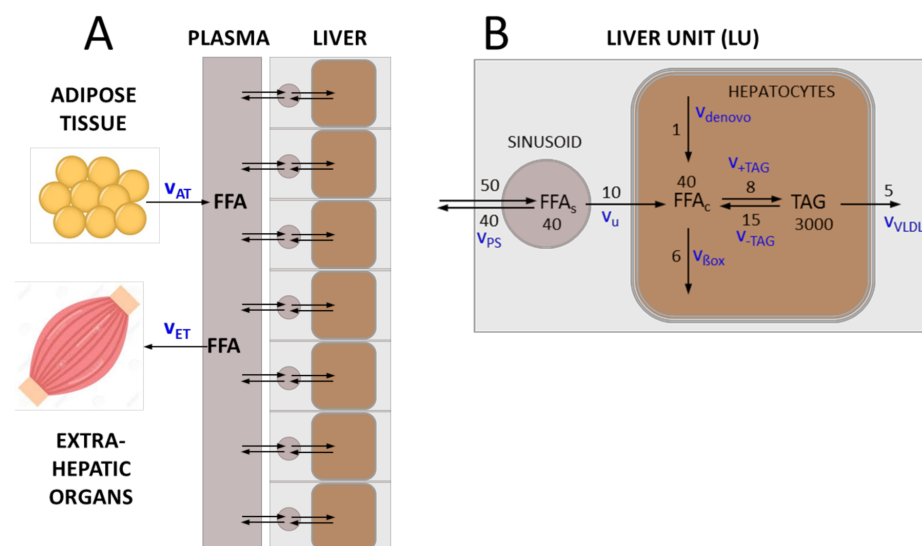 A
PLASMA
LIVER
ADIPOSE
TISSUE
vAT
FFA
vET
FFA
EXTRA-
HEPATIC
ORGANS
B
LIVER UNIT (LU)
HEPATOCYTES
vdenovo
1
SINUSOID
50
FFAs
40
40
vPS
10
vu
40
FFAc
v+TAG
8
15
v-TAG
TAG
3000
5
vVLDL
6
vßox